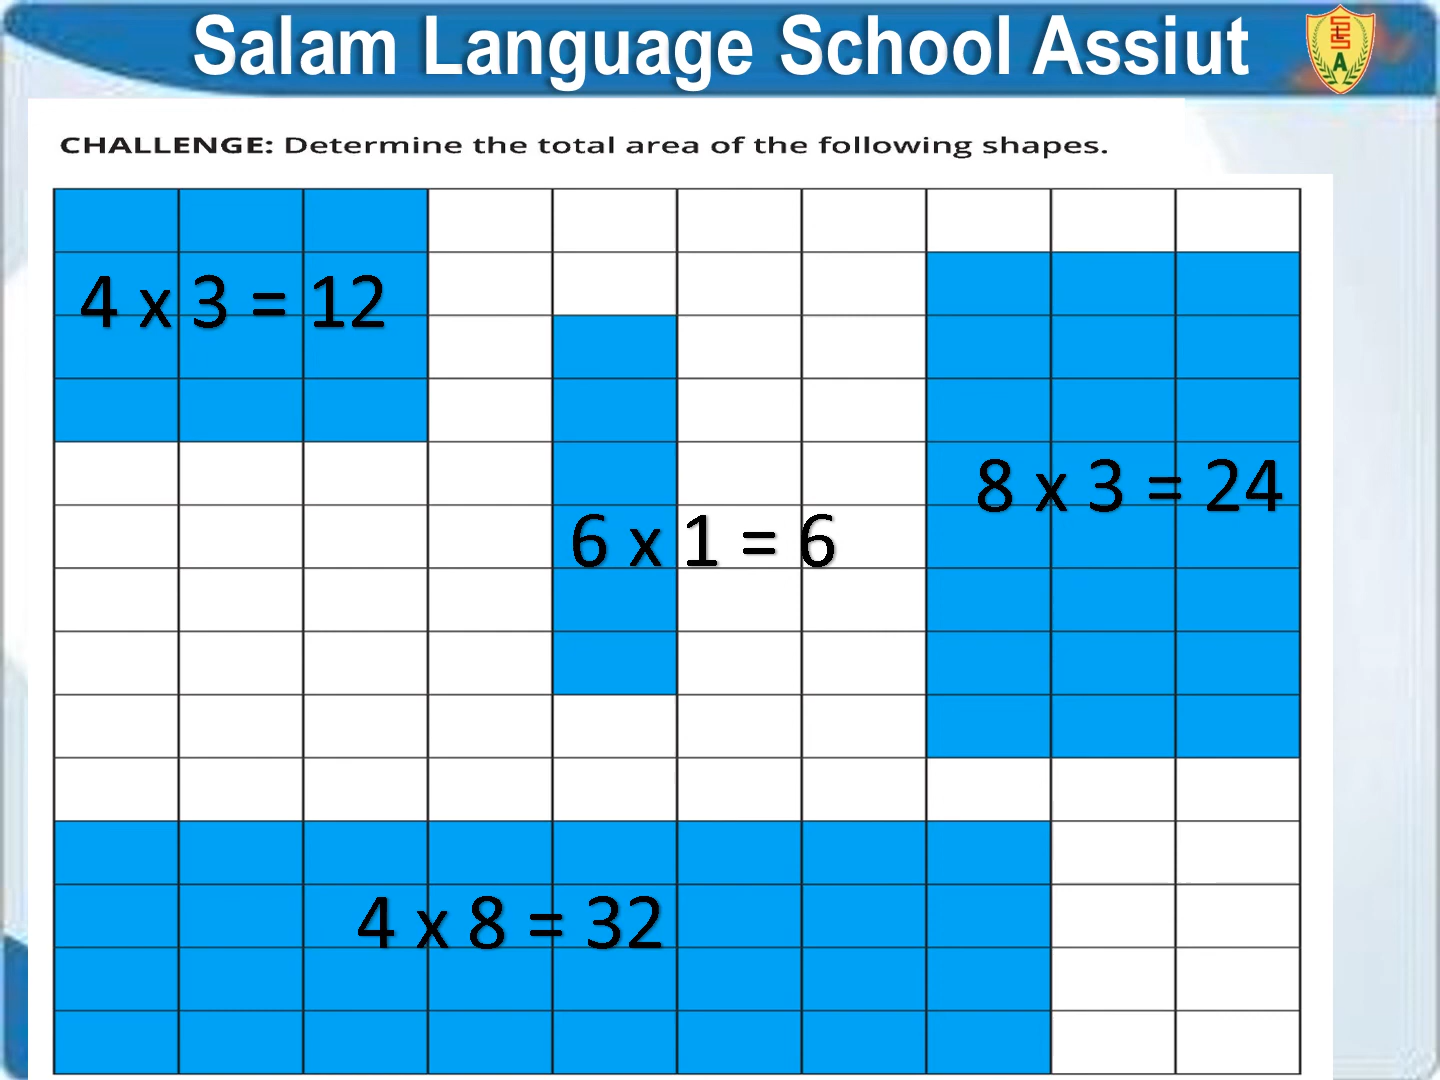 Salam Language School Assiut
CHALLENGE: Determine the total area of the following shapes.
4 x 3 = 12
8 x 3 = 24
6 x 1 = 6
4 x 8 = 32